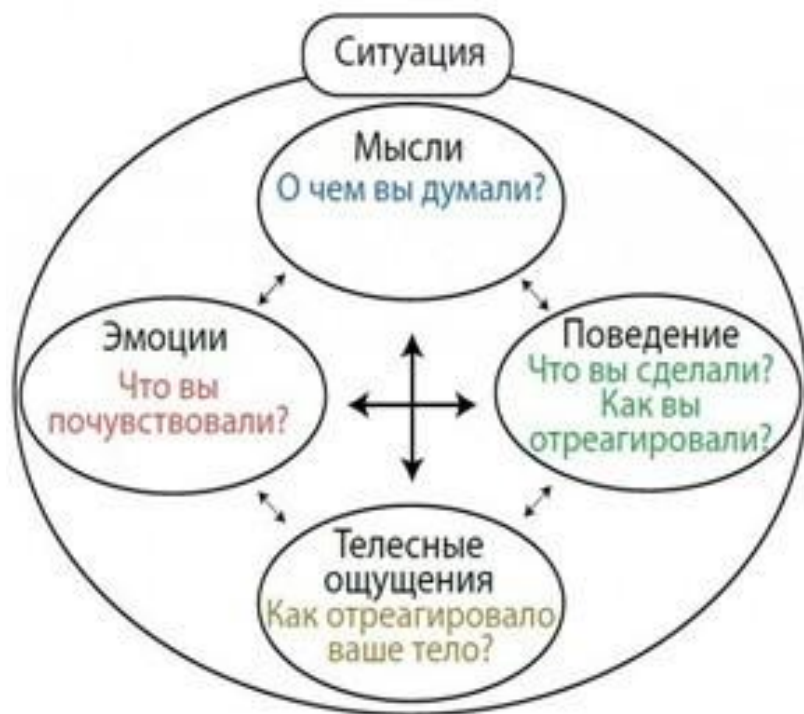 Ситуация
Мысли
О чем вы думали?
Эмоции
Что вы
почувствовали?
Поведение
Что вы сделали?
Как вы
отреагировали?
Телесные
ощущения
Как отреагировало
ваше тело?